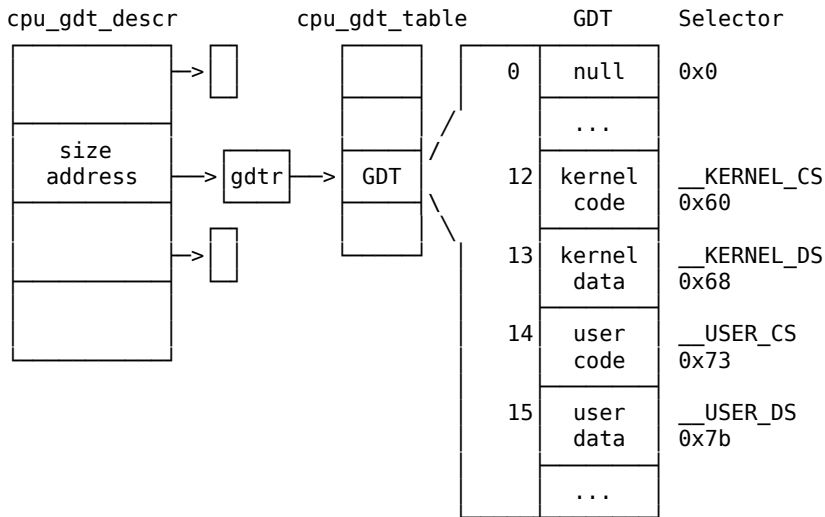 cpu_gdt_descr cpu_gdt_table GDT Selector
0 null 0x0
...
size
address gdtr GDT 12 kernel __KERNEL_CS
code 0x60
13 kernel __KERNEL_DS
data 0x68
14 user __USER_CS
code 0x73
15 user __USER_DS
data 0x7b
...